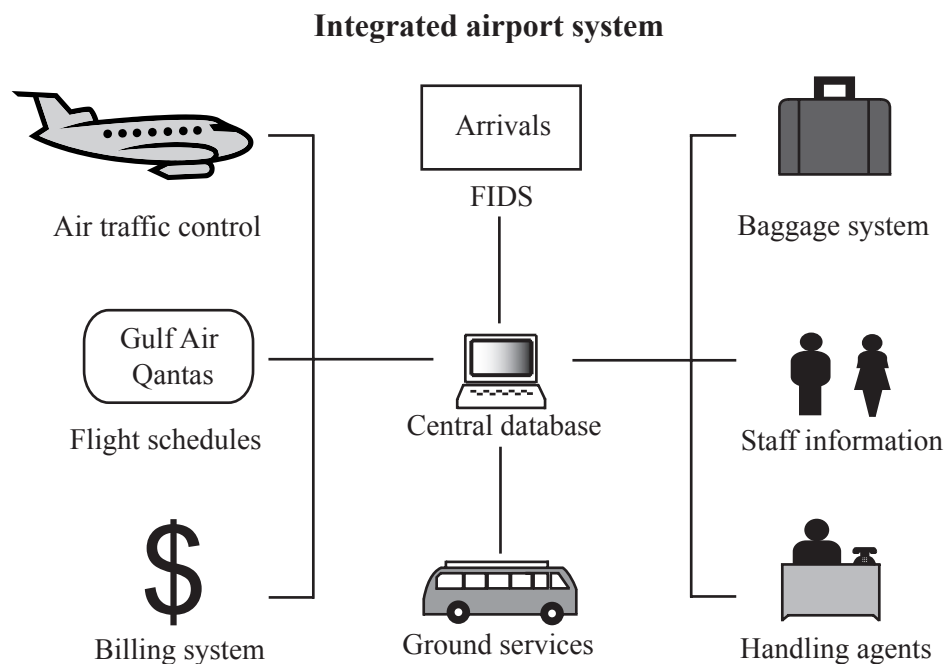 Integrated airport system
Arrivals
FIDS
Air traffic control
Baggage system
Gulf Air
Qantas
Flight schedules
Central database
Staff information
$
Billing system
Ground services
Handling agents